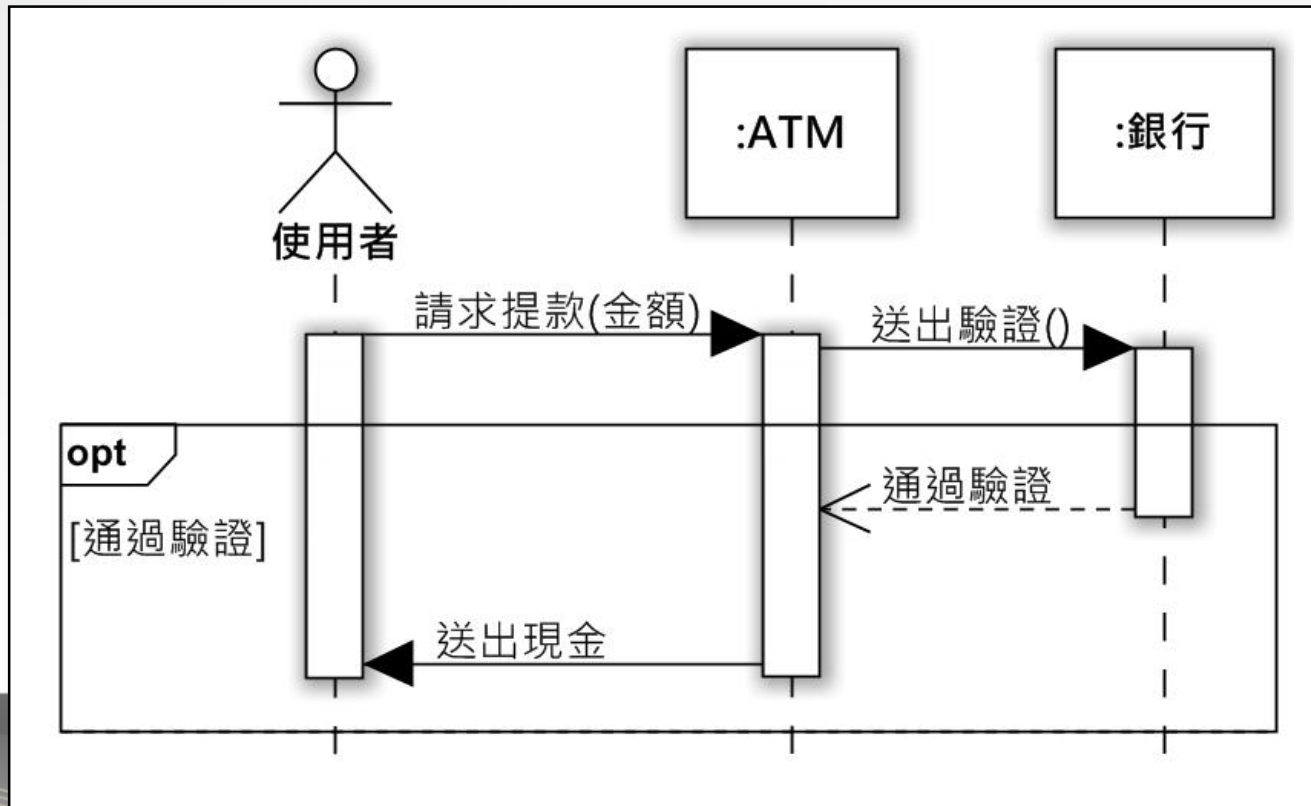 使用者
:ATM
:銀行
請求提款(金額)
送出驗證()
opt
[通過驗證]
通過驗證
送出現金